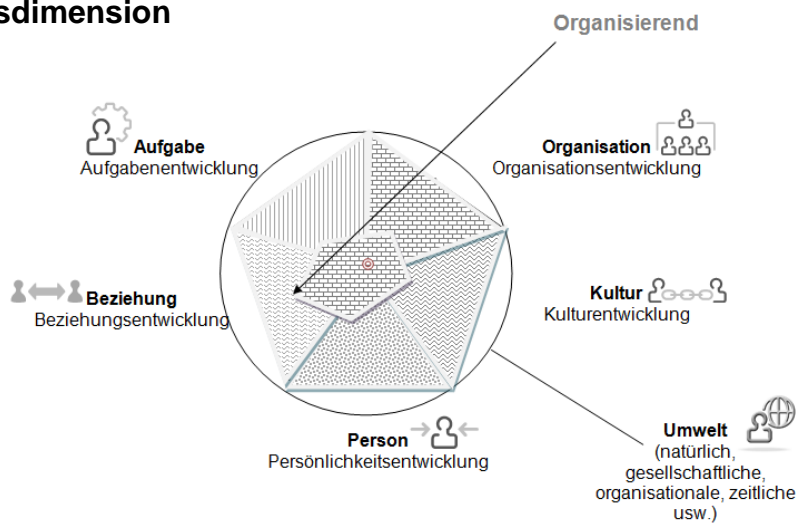 sdimension
Organisierend
Aufgabe
Aufgabenentwicklung
Organisation
Organisationsentwicklung
Beziehung
Beziehungsentwicklung
Kultur
Kulturentwicklung
Person
Persönlichkeitsentwicklung
Umwelt
(natürlich,
gesellschaftliche,
organisationale, zeitliche
usw.)